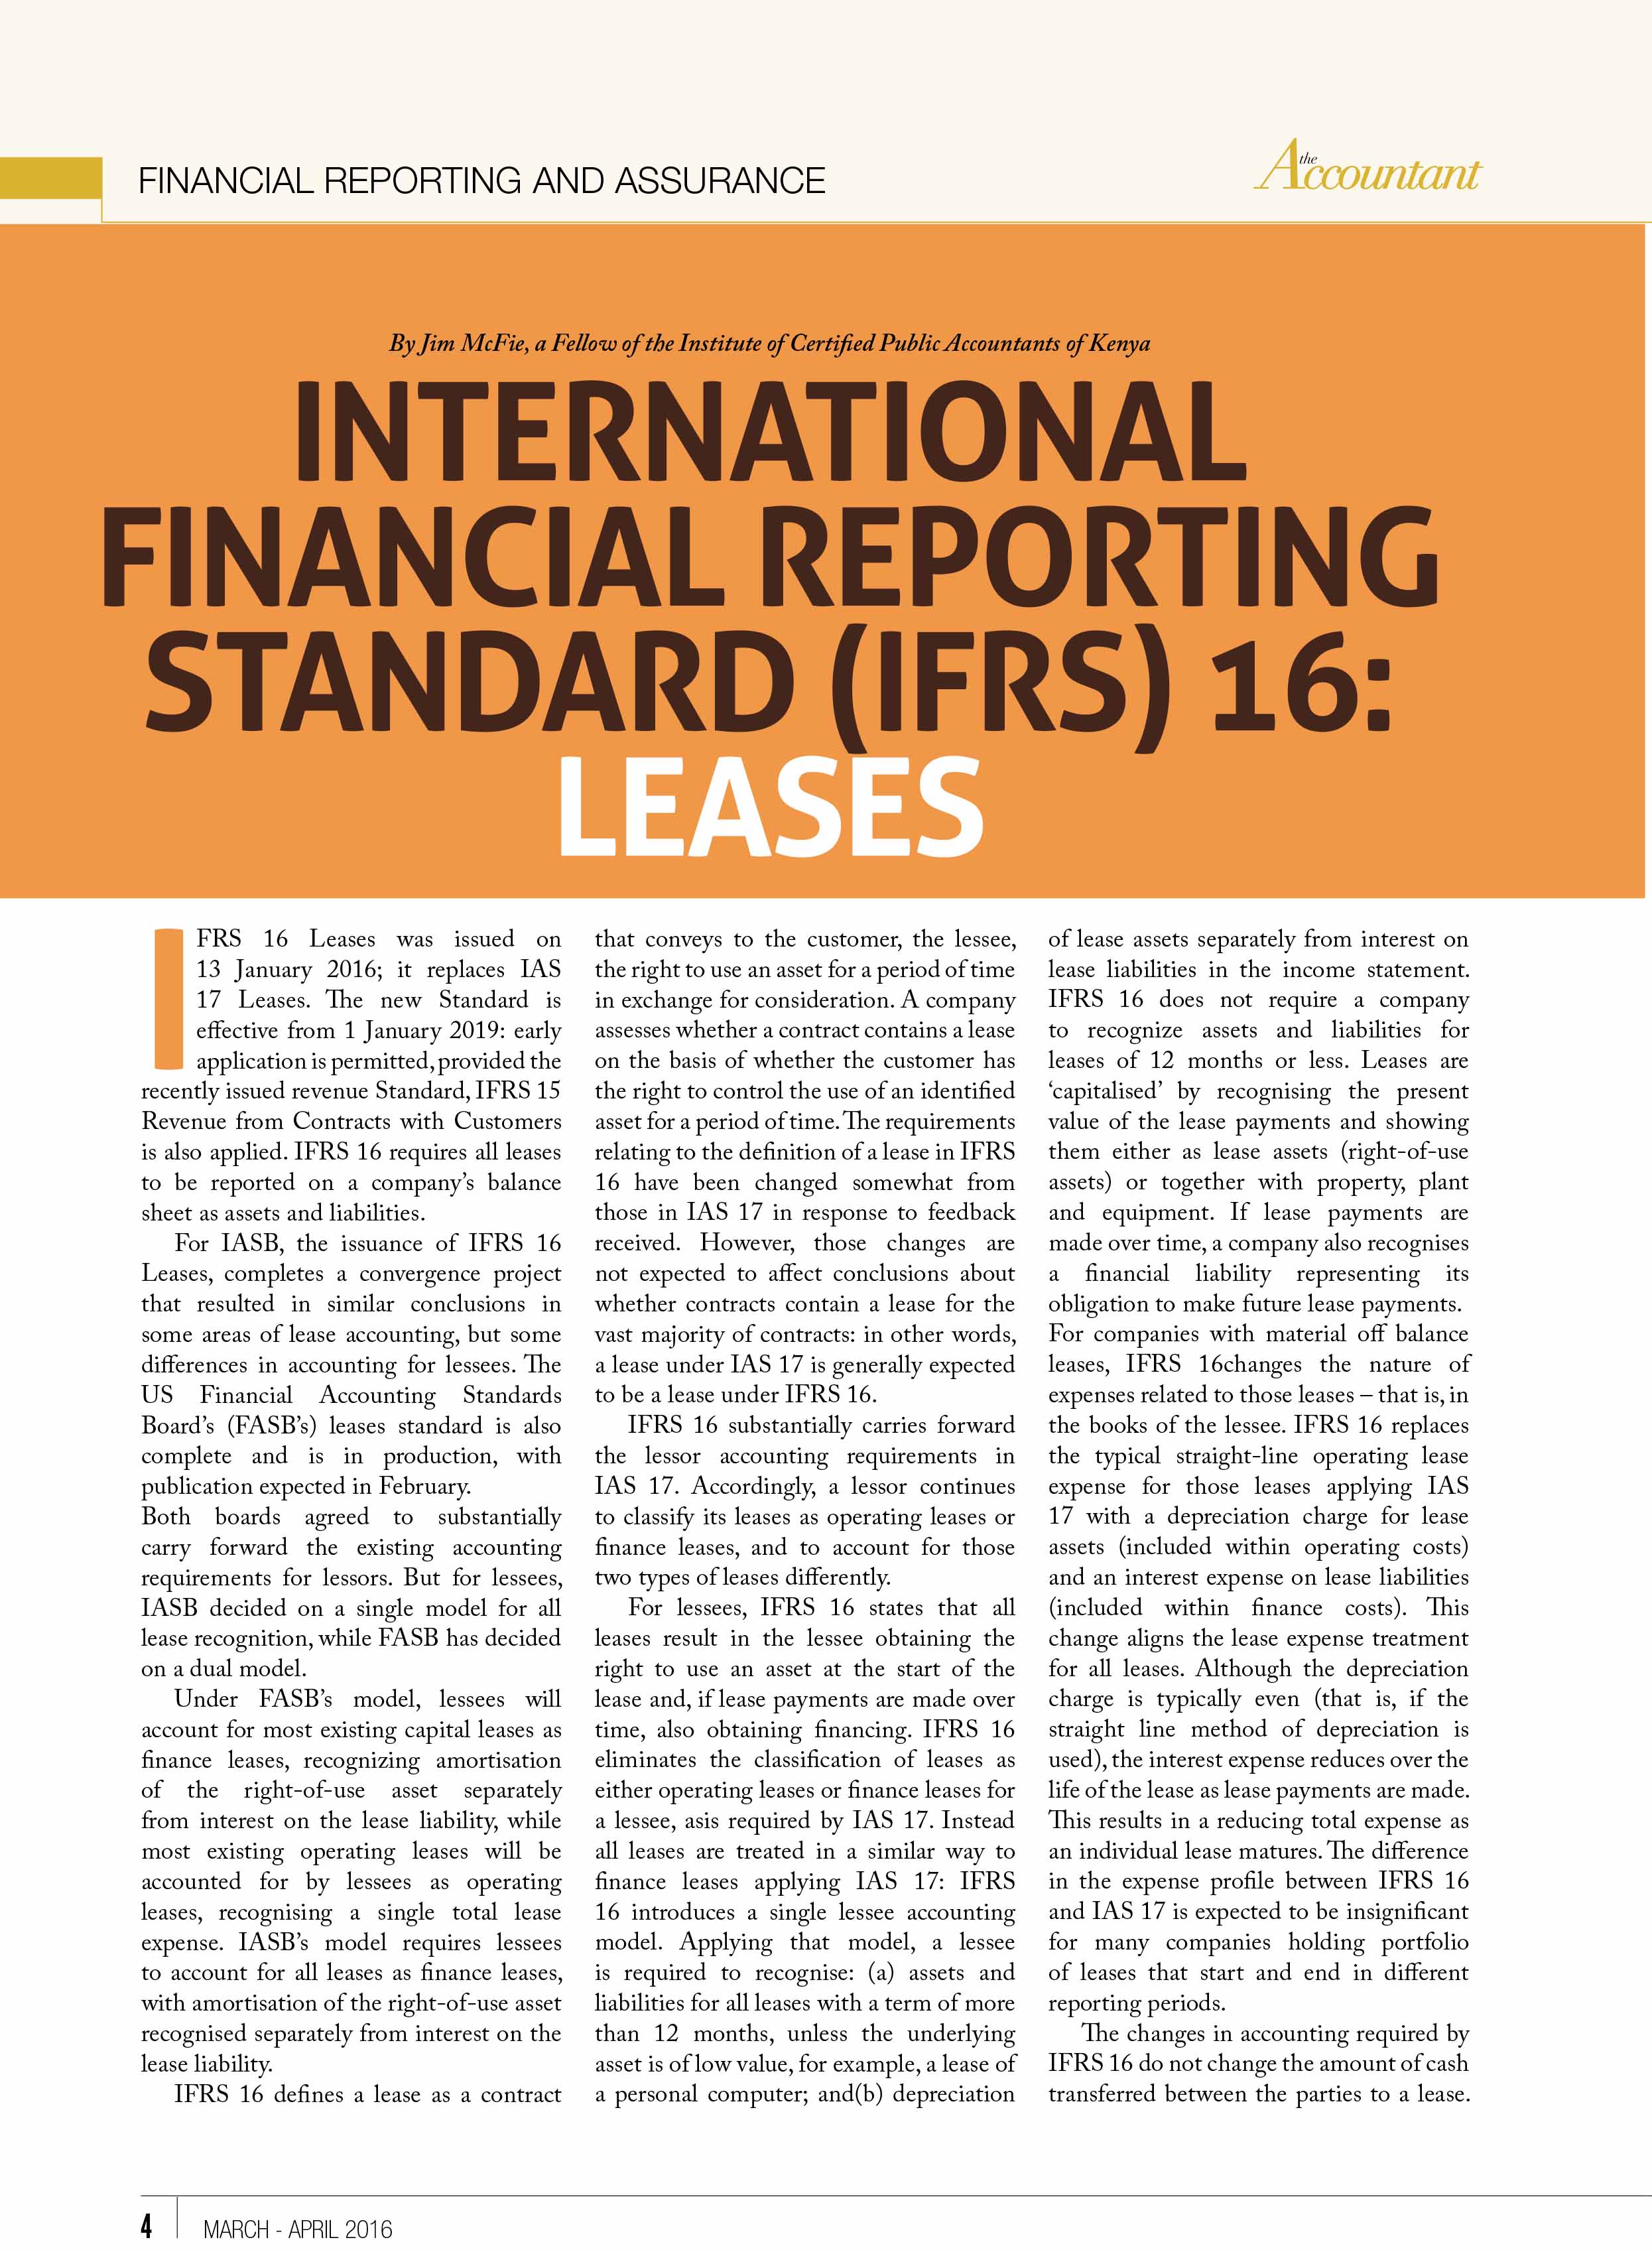 FINANCIAL REPORTING AND ASSURANCE
the Accountant
By Jim McFie, a Fellow of the Institute of Certified Public Accountants of Kenya
INTERNATIONAL
FINANCIAL REPORTING
STANDARD (IFRS) 16:
LEASES
IFRS 16 Leases was issued on
13 January 2016; it replaces IAS
17 Leases. The new Standard is
effective from 1 January 2019: early
application is permitted, provided the
recently issued revenue Standard, IFRS 15
Revenue from Contracts with Customers
is also applied. IFRS 16 requires all leases
to be reported on a company's balance
sheet as assets and liabilities.
For IASB, the issuance of IFRS 16
Leases, completes a convergence project
that resulted in similar conclusions in
some areas of lease accounting, but some
differences in accounting for lessees. The
US Financial Accounting Standards
Board's (FASB's) leases standard is also
complete and is in production, with
publication expected in February.
Both boards agreed to substantially
carry forward the existing accounting
requirements for lessors. But for lessees,
IASB decided on a single model for all
lease recognition, while FASB has decided
on a dual model.
Under FASB's model, lessees will
account for most existing capital leases as
finance leases, recognizing amortisation
of the right-of-use asset separately
from interest on the lease liability, while
most existing operating leases will be
accounted for by lessees as operating
leases, recognising a single total lease
expense. IASB's model requires lessees
to account for all leases as finance leases,
with amortisation of the right-of-use asset
recognised separately from interest on the
lease liability.
IFRS 16 defines a lease as a contract
that conveys to the customer, the lessee,
the right to use an asset for a period of time
in exchange for consideration. A company
assesses whether a contract contains a lease
on the basis of whether the customer has
the right to control the use of an identified
asset for a period of time. The requirements
relating to the definition of a lease in IFRS
16 have been changed somewhat from
those in IAS 17 in response to feedback
received. However, those changes are
not expected to affect conclusions about
whether contracts contain a lease for the
vast majority of contracts: in other words,
a lease under IAS 17 is generally expected
to be a lease under IFRS 16.
IFRS 16 substantially carries forward
the lessor accounting requirements in
IAS 17. Accordingly, a lessor continues
to classify its leases as operating leases or
finance leases, and to account for those
two types of leases differently.
For lessees, IFRS 16 states that all
leases result in the lessee obtaining the
right to use an asset at the start of the
lease and, if lease payments are made over
time, also obtaining financing. IFRS 16
eliminates the classification of leases as
either operating leases or finance leases for
a lessee, asis required by IAS 17. Instead
all leases are treated in a similar way to
finance leases applying IAS 17: IFRS
16 introduces a single lessee accounting
model. Applying that model, a lessee
is required to recognise: (a) assets and
liabilities for all leases with a term of more
than 12 months, unless the underlying
asset is of low value, for example, a lease of
a personal computer; and(b) depreciation
of lease assets separately from interest on
lease liabilities in the income statement.
IFRS 16 does not require a company
to recognize assets and liabilities for
leases of 12 months or less. Leases are
‘capitalised’ by recognising the present
value of the lease payments and showing
them either as lease assets (right-of-use
assets) or together with property, plant
and equipment. If lease payments are
made over time, a company also recognises
a financial liability representing its
obligation to make future lease payments.
For companies with material off balance
leases, IFRS 16changes the nature of
expenses related to those leases – that is, in
the books of the lessee. IFRS 16 replaces
the typical straight-line operating lease
expense for those leases applying IAS
17 with a depreciation charge for lease
assets (included within operating costs)
and an interest expense on lease liabilities
(included within finance costs). This
change aligns the lease expense treatment
for all leases. Although the depreciation
charge is typically even (that is, if the
straight line method of depreciation is
used), the interest expense reduces over the
life of the lease as lease payments are made.
This results in a reducing total expense as
an individual lease matures. The difference
in the expense profile between IFRS 16
and IAS 17 is expected to be insignificant
for many companies holding portfolio
of leases that start and end in different
reporting periods.
The changes in accounting required by
IFRS 16 do not change the amount of cash
transferred between the parties to a lease.
4 MARCH - APRIL 2016